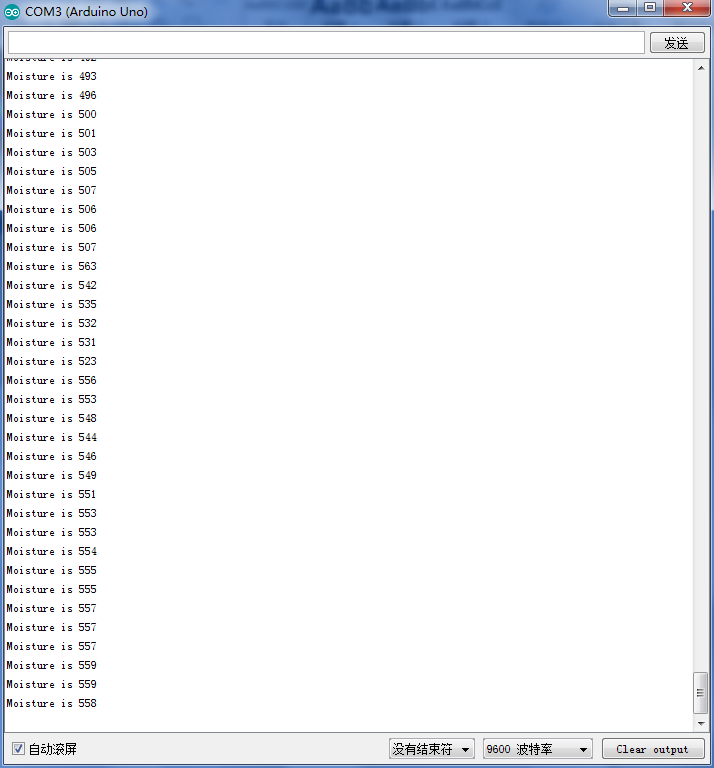 COM3 (Arduino Uno)
发送
Moisture is 493
Moisture is 496
Moisture is 500
Moisture is 501
Moisture is 503
Moisture is 505
Moisture is 507
Moisture is 506
Moisture is 506
Moisture is 507
Moisture is 563
Moisture is 542
Moisture is 535
Moisture is 532
Moisture is 531
Moisture is 523
Moisture is 556
Moisture is 553
Moisture is 548
Moisture is 544
Moisture is 546
Moisture is 549
Moisture is 551
Moisture is 553
Moisture is 553
Moisture is 554
Moisture is 555
Moisture is 555
Moisture is 557
Moisture is 557
Moisture is 557
Moisture is 559
Moisture is 559
Moisture is 558
自动滚屏 没有结束符 9600 波特率 Clear output